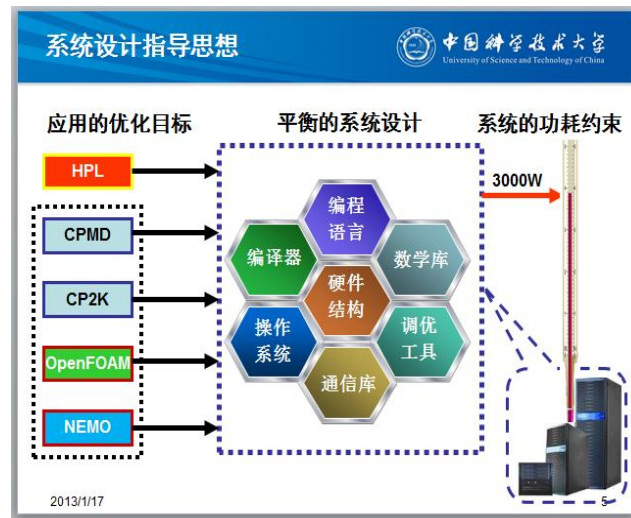 系统设计指导思想
中国科学技术大学
University of Science and Technology of China
应用的优化目标
平衡的系统设计
系统的功耗约束
HPL
CPMD
CP2K
OpenFOAM
NEMO
编程
语言
编译器
数学库
硬件
结构
操作
系统
调优
工具
通信库
3000W
2013/1/17
5